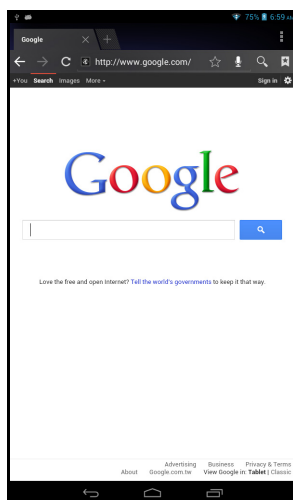 75% 6:59 AM
Google
http://www.google.com/
+You Search Images More Sign in
Google
Love the free and open Internet? Tell the world's governments to keep it that way.
Advertising Business Privacy & Terms
About Google.com.tw View Google in: Tablet | Classic